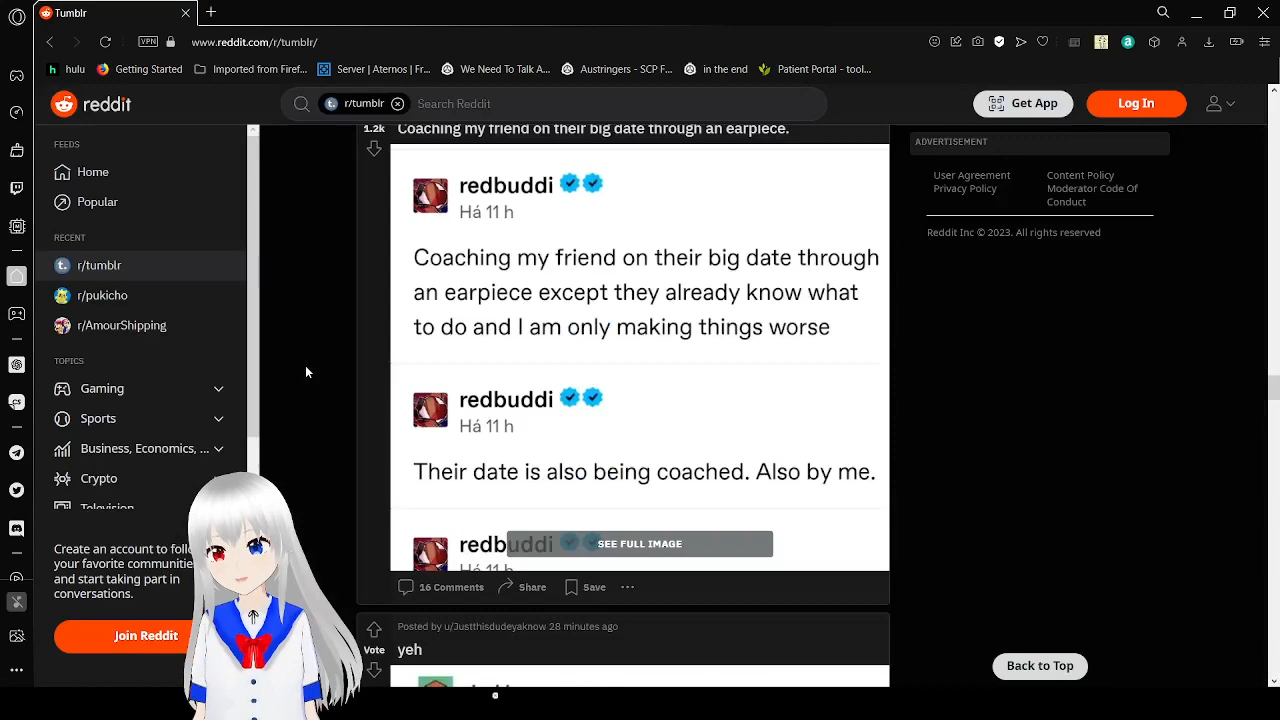 Tumblr
VPN
www.reddit.com/r/tumblr/
hulu
Getting Started
Imported from Firef...
Server | Aternos | Fr...
We Need To Talk A...
Austringers - SCP F...
in the end
Patient Portal - tool...
reddit
r/tumblr
Search Reddit
Get App
Log In
FEEDS
Home
Popular
RECENT
r/tumblr
r/pukicho
r/AmourShipping
TOPICS
Gaming
Sports
Business, Economics, ...
Crypto
Television
Create an account to follo
your favorite communities
and start taking part in
conversations.
Join Reddit
1.2k
Coaching my friend on their big date through an earpiece.
redbuddi
Há 11 h
Coaching my friend on their big date through
an earpiece except they already know what
to do and I am only making things worse
redbuddi
Há 11 h
Their date is also being coached. Also by me.
redbuddi
Há 11 h
SEE FULL IMAGE
16 Comments
Share
Save
Posted by u/Justthisdudeyaknow 28 minutes ago
Vote
yeh
ADVERTISEMENT
User Agreement
Privacy Policy
Content Policy
Moderator Code Of
Conduct
Reddit Inc © 2023. All rights reserved
Back to Top